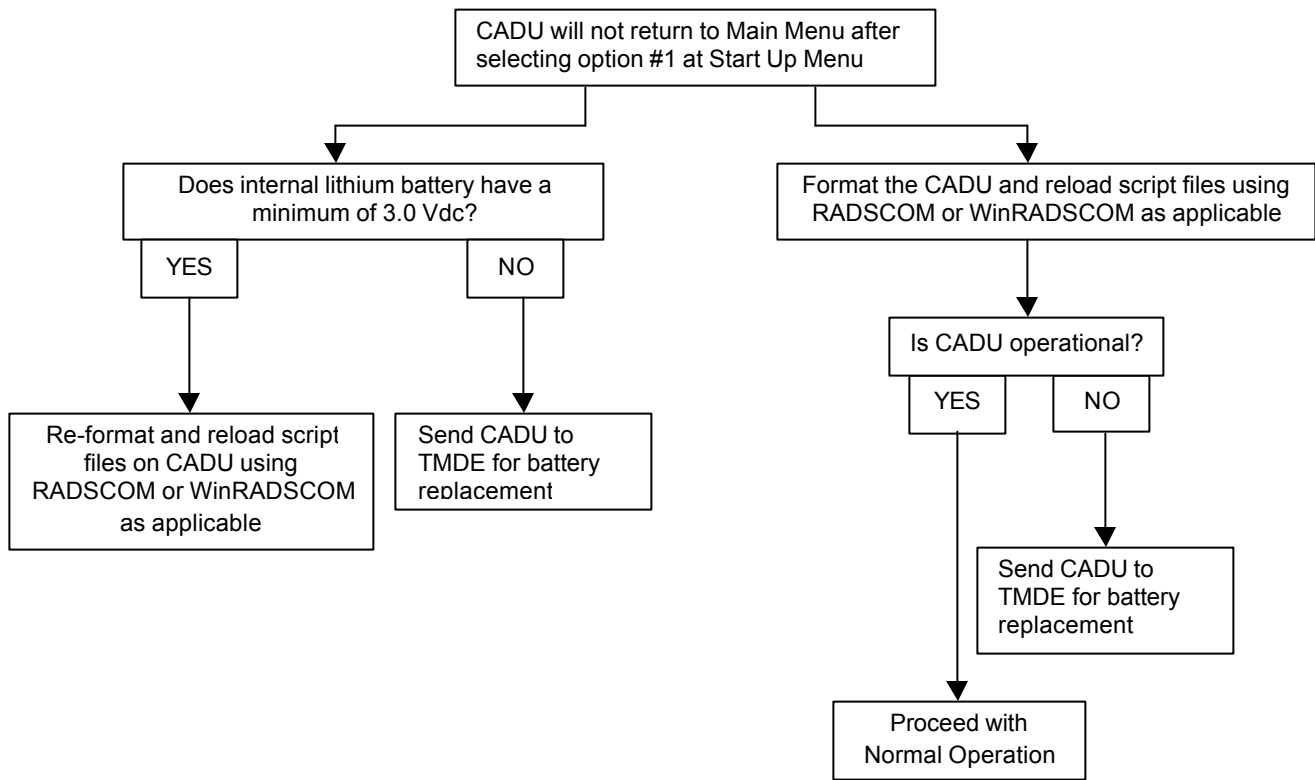 CADU will not return to Main Menu after
selecting option #1 at Start Up Menu
Does internal lithium battery have a
minimum of 3.0 Vdc?
YES
NO
Re-format and reload script
files on CADU using
RADSCOM or WinRADSCOM
as applicable
Send CADU to
TMDE for battery
replacement
Format the CADU and reload script files using
RADSCOM or WinRADSCOM as applicable
Is CADU operational?
YES
NO
Send CADU to
TMDE for battery
replacement
Proceed with
Normal Operation